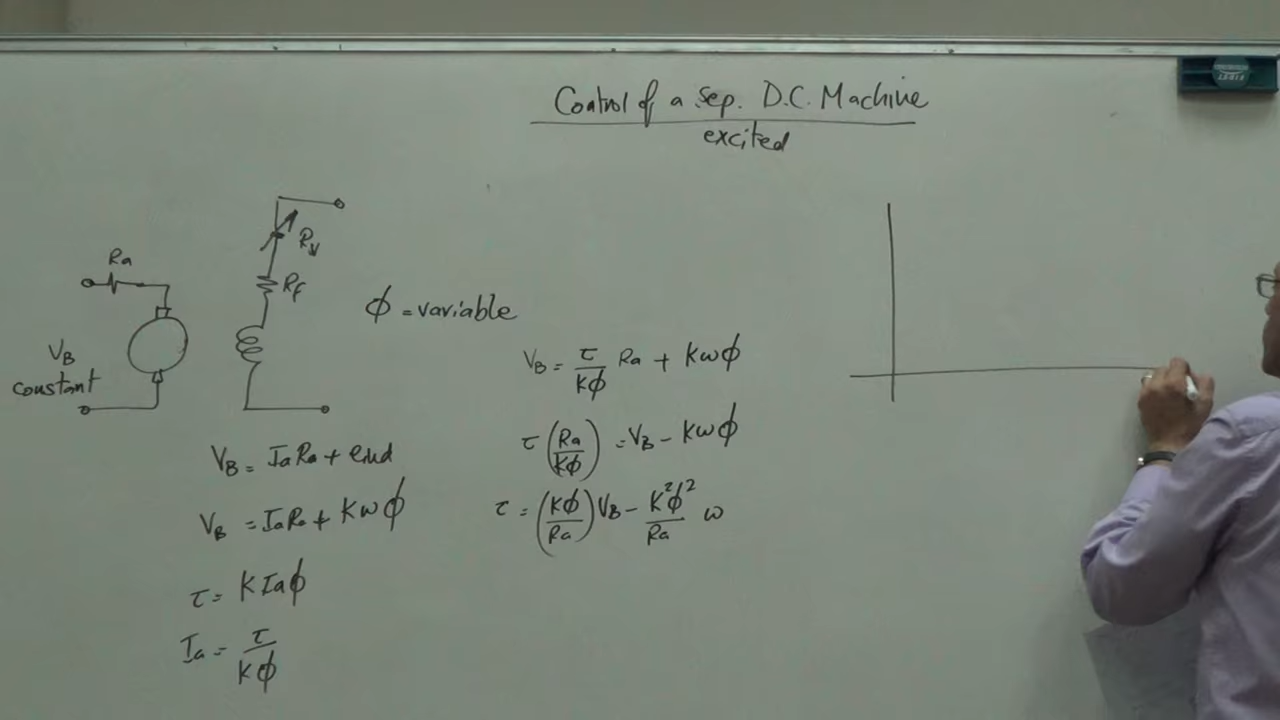 Control of a Sep. D.C. Machine
excited
Ra
Rv
Rf
VB
constant
ϕ = variable
VB = IaRa + eind
VB = IaRa + Kωϕ
τ = K Ia ϕ
Ia = τ / Kϕ
VB = τ / Kϕ Ra + Kωϕ
τ (Ra / Kϕ) = VB - Kωϕ
τ = (Kϕ / Ra) VB - K²ϕ² / Ra ω